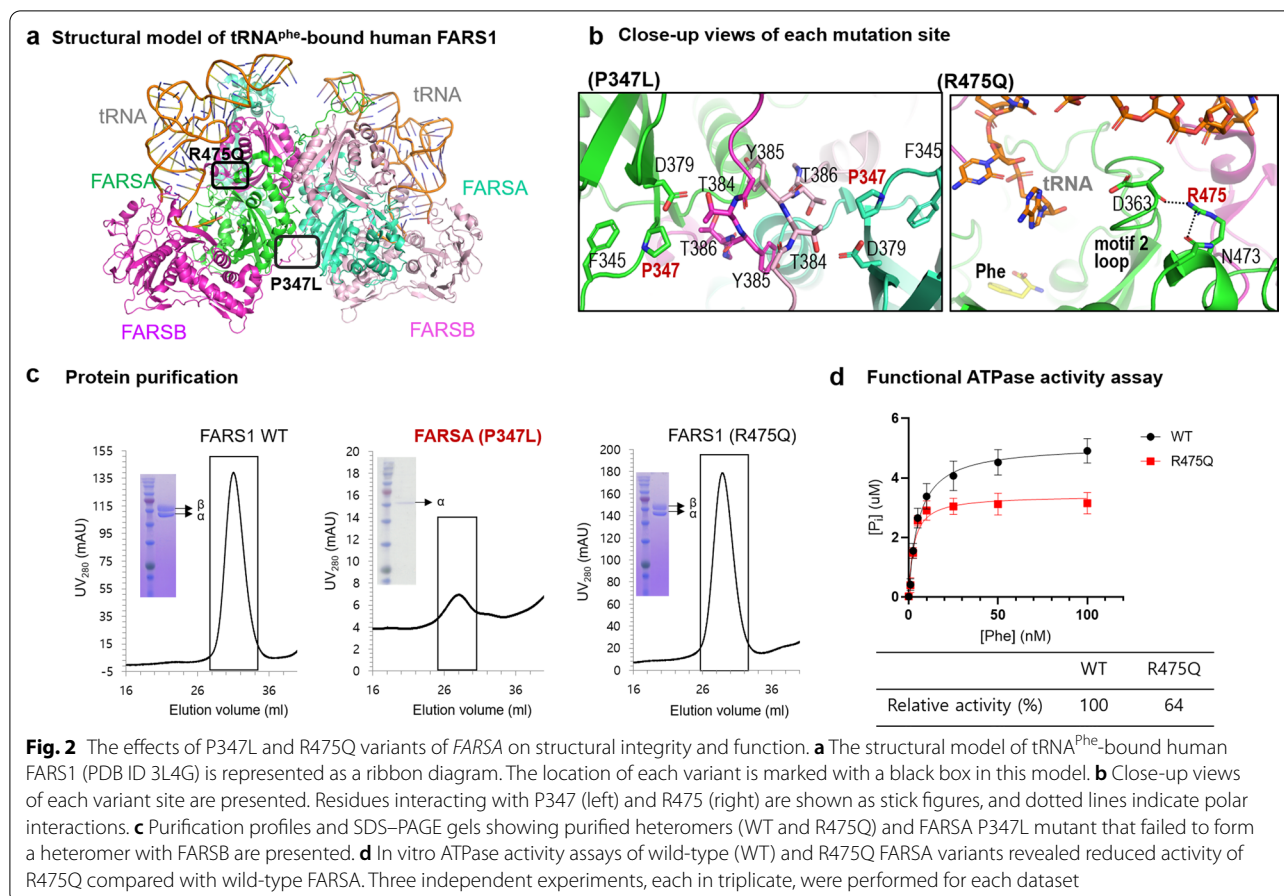 a Structural model of tRNAphe-bound human FARS1
tRNA
tRNA
R475Q
FARSA
FARSA
P347L
FARSB
FARSB
b Close-up views of each mutation site
(P347L)
(R475Q)
Y385
T386
P347
F345
D379
T384
F345
P347
T386
Y385
T384
D379
tRNA
D363
R475
motif 2
loop
N473
Phe
c Protein purification
FARS1 WT
UV280 (mAU)
155
135
115
95
75
55
35
15
-5
β
α
16 26 36
Elution volume (ml)
FARSA (P347L)
UV280 (mAU)
20
18
16
14
12
10
8
6
4
2
0
α
16 26 36
Elution volume (ml)
FARS1 (R475Q)
UV280 (mAU)
200
180
160
140
120
100
80
60
40
20
0
β
α
16 26 36
Elution volume (ml)
d Functional ATPase activity assay
[Pi] (uM)
6
4
2
0
0 50 100
[Phe] (nM)
WT
R475Q
WT R475Q
Relative activity (%) 100 64
Fig. 2 The effects of P347L and R475Q variants of FARSA on structural integrity and function. a The structural model of tRNAPhe-bound human
FARS1 (PDB ID 3L4G) is represented as a ribbon diagram. The location of each variant is marked with a black box in this model. b Close-up views
of each variant site are presented. Residues interacting with P347 (left) and R475 (right) are shown as stick figures, and dotted lines indicate polar
interactions. c Purification profiles and SDS–PAGE gels showing purified heteromers (WT and R475Q) and FARSA P347L mutant that failed to form
a heteromer with FARSB are presented. d In vitro ATPase activity assays of wild-type (WT) and R475Q FARSA variants revealed reduced activity of
R475Q compared with wild-type FARSA. Three independent experiments, each in triplicate, were performed for each dataset